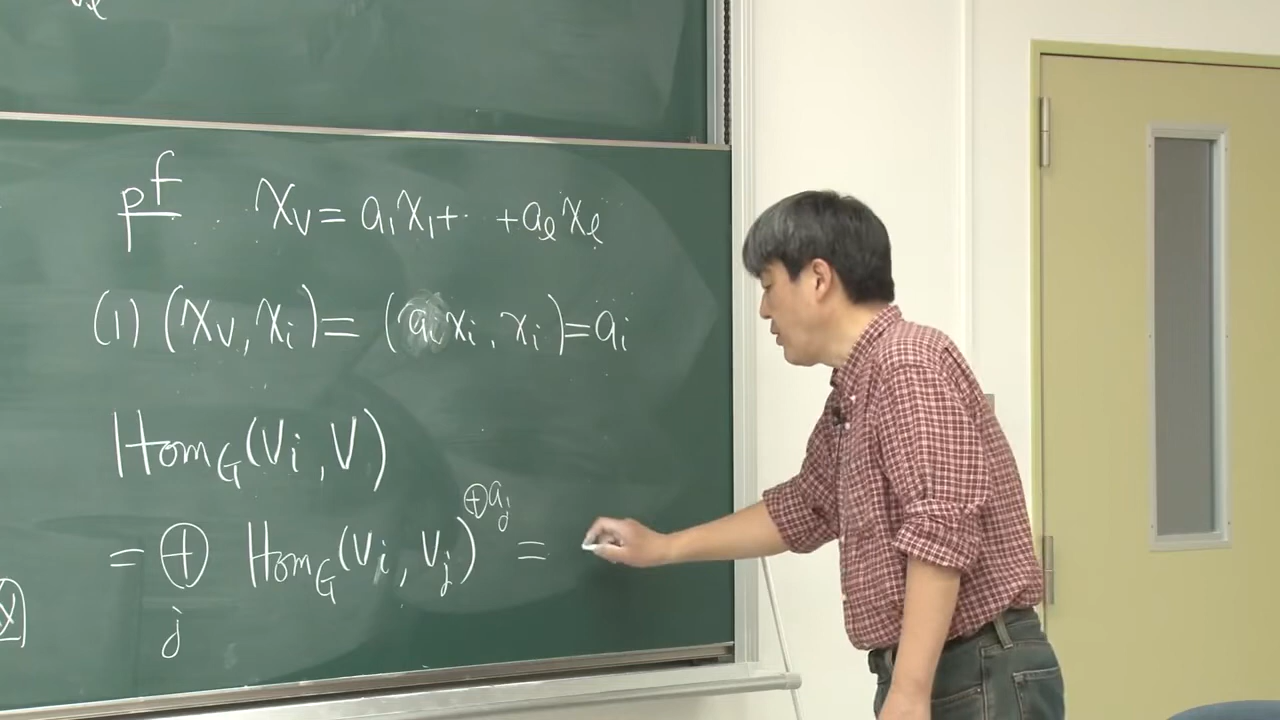 pf χ_V = a_1χ_1 + ·· + a_ℓχ_ℓ
(1) (χ_V, χ_i) = (a_iχ_i, χ_i) = a_i
Hom_G(V_i, V)
= ⊕_j Hom_G(V_i, V_j)^{⊕a_j} =